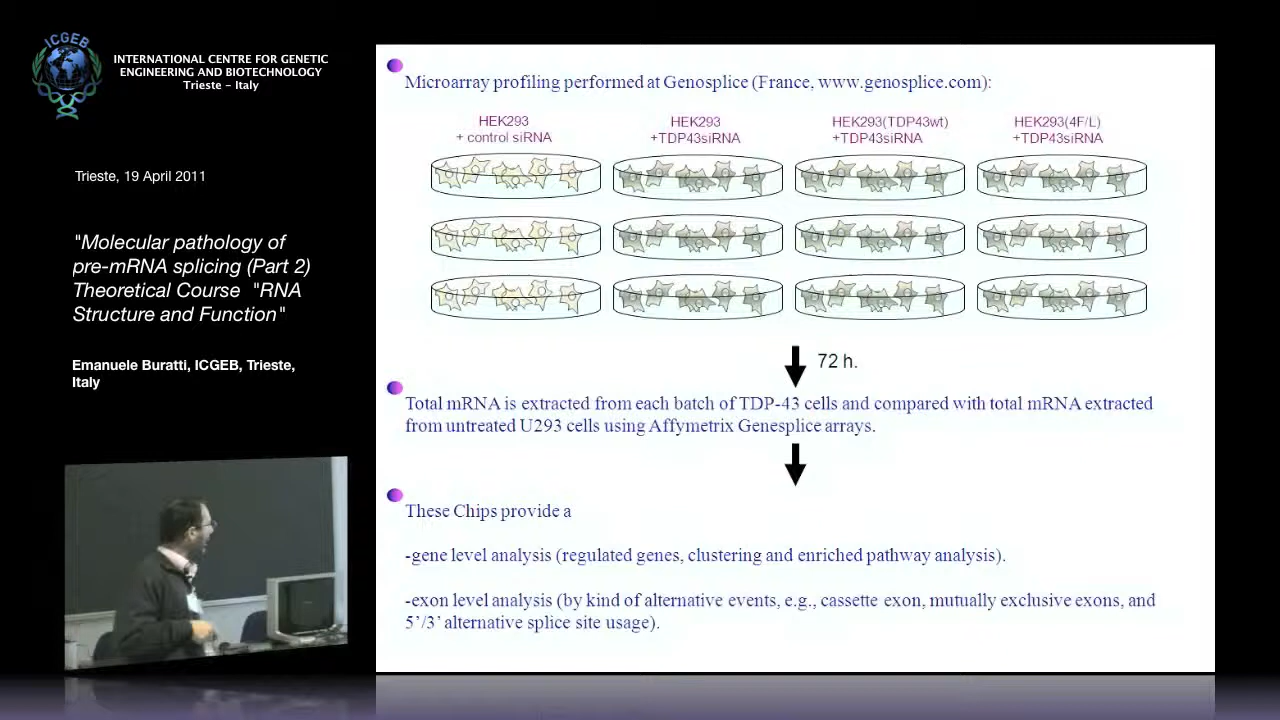 ICGEB
INTERNATIONAL CENTRE FOR GENETIC
ENGINEERING AND BIOTECHNOLOGY
Trieste - Italy
Trieste, 19 April 2011
"Molecular pathology of
pre-mRNA splicing (Part 2)
Theoretical Course "RNA
Structure and Function"
Emanuele Buratti, ICGEB, Trieste,
Italy
Microarray profiling performed at Genosplice (France, www.genosplice.com):
HEK293
+ control siRNA
HEK293
+TDP43siRNA
HEK293(TDP43wt)
+TDP43siRNA
HEK293(4F/L)
+TDP43siRNA
72 h.
Total mRNA is extracted from each batch of TDP-43 cells and compared with total mRNA extracted
from untreated U293 cells using Affymetrix Genesplice arrays.
These Chips provide a
-gene level analysis (regulated genes, clustering and enriched pathway analysis).
-exon level analysis (by kind of alternative events, e.g., cassette exon, mutually exclusive exons, and
5'/3' alternative splice site usage).